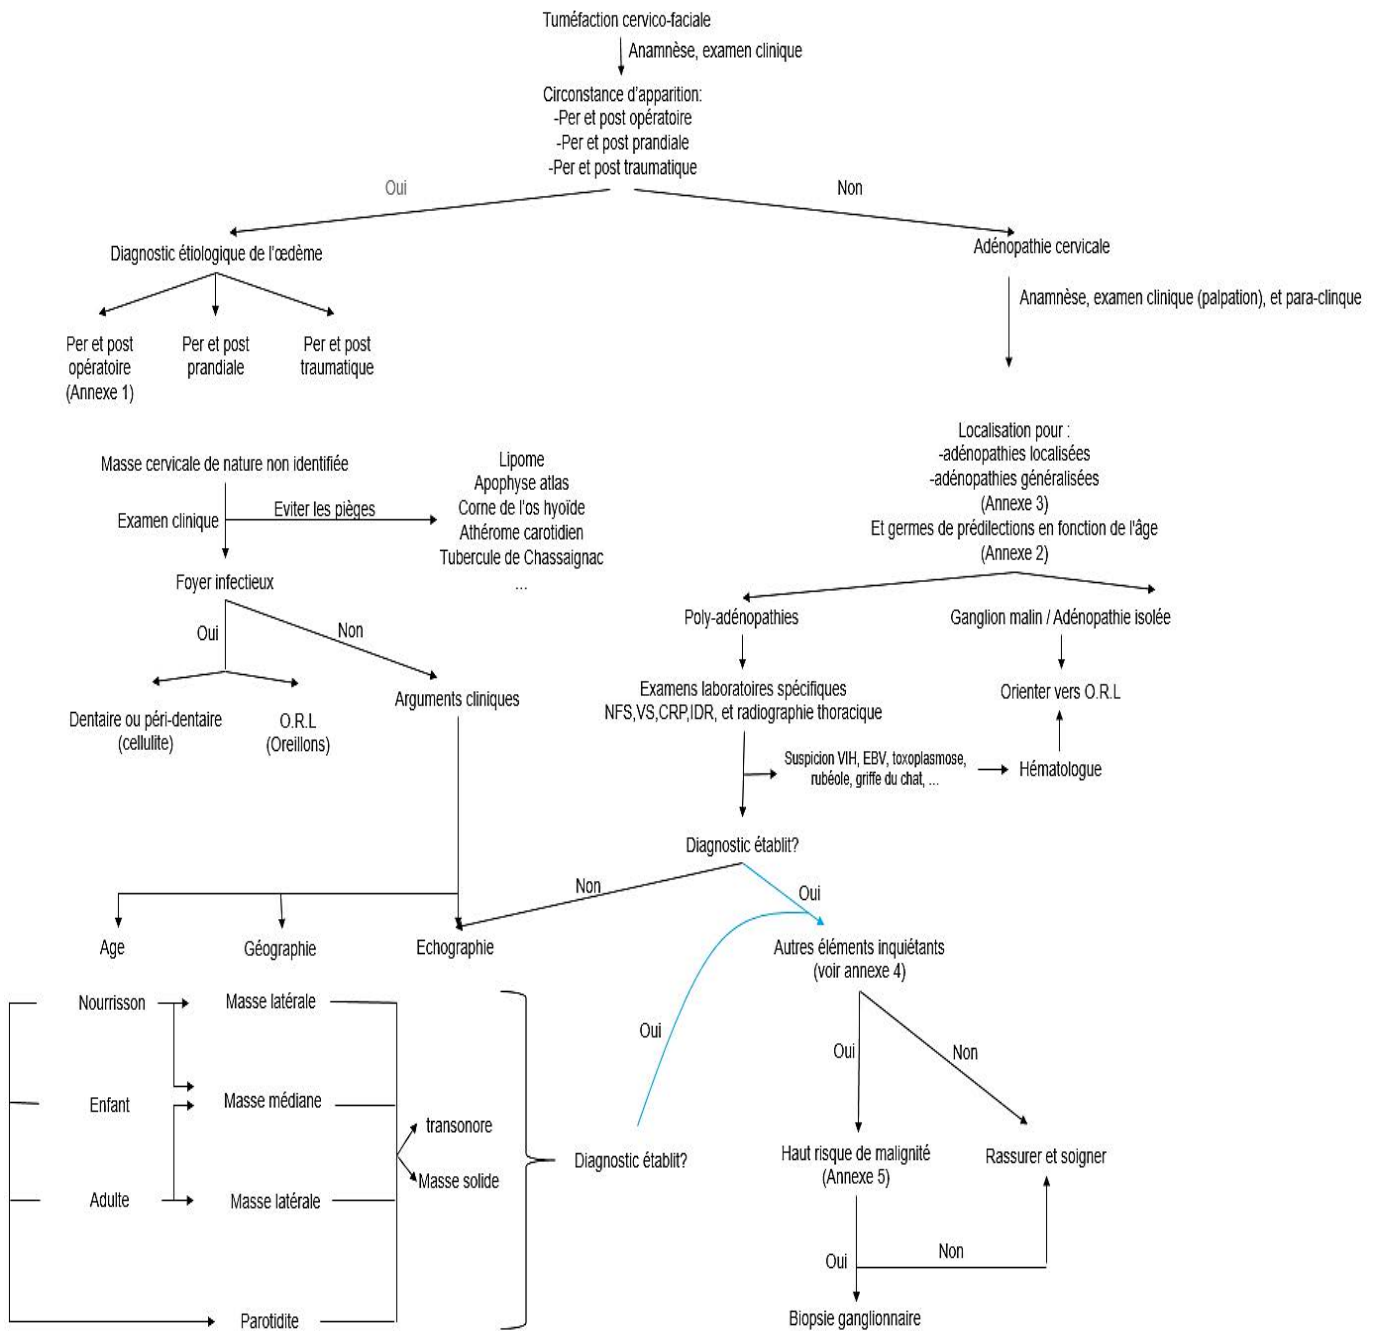 Tuméfaction cervico-faciale
Anamnèse, examen clinique
Circonstance d'apparition:
-Per et post opératoire
-Per et post prandiale
-Per et post traumatique
Oui
Non
Diagnostic étiologique de l'œdème
Adénopathie cervicale
Anamnèse, examen clinique (palpation), et para-clinque
Per et post
opératoire
(Annexe 1)
Per et post
prandiale
Per et post
traumatique
Localisation pour :
-adénopathies localisées
-adénopathies généralisées
(Annexe 3)
Et germes de prédilections en fonction de l'âge
(Annexe 2)
Masse cervicale de nature non identifiée
Examen clinique
Eviter les pièges
Lipome
Apophyse atlas
Corne de l'os hyoïde
Athérome carotidien
Tubercule de Chassaignac
...
Foyer infectieux
Oui
Non
Dentaire ou péri-dentaire
(cellulite)
O.R.L
(Oreillons)
Arguments cliniques
Poly-adénopathies
Ganglion malin / Adénopathie isolée
Examens laboratoires spécifiques
NFS,VS,CRP,IDR, et radiographie thoracique
Orienter vers O.R.L
Suspicion VIH, EBV, toxoplasmose,
rubéole, griffe du chat, ...
Hématologue
Diagnostic établit?
Non
Oui
Age
Géographie
Echographie
Autres éléments inquiétants
(voir annexe 4)
Nourrisson
Masse latérale
Enfant
Masse médiane
Adulte
Masse latérale
Parotidite
transonore
Masse solide
Diagnostic établit?
Oui
Oui
Non
Haut risque de malignité
(Annexe 5)
Rassurer et soigner
Oui
Non
Biopsie ganglionnaire